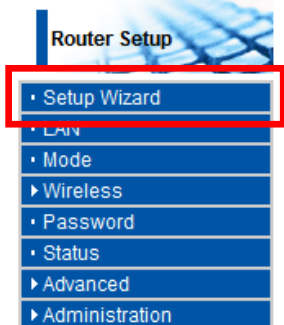 Router Setup
Setup Wizard
LAN
Mode
Wireless
Password
Status
Advanced
Administration